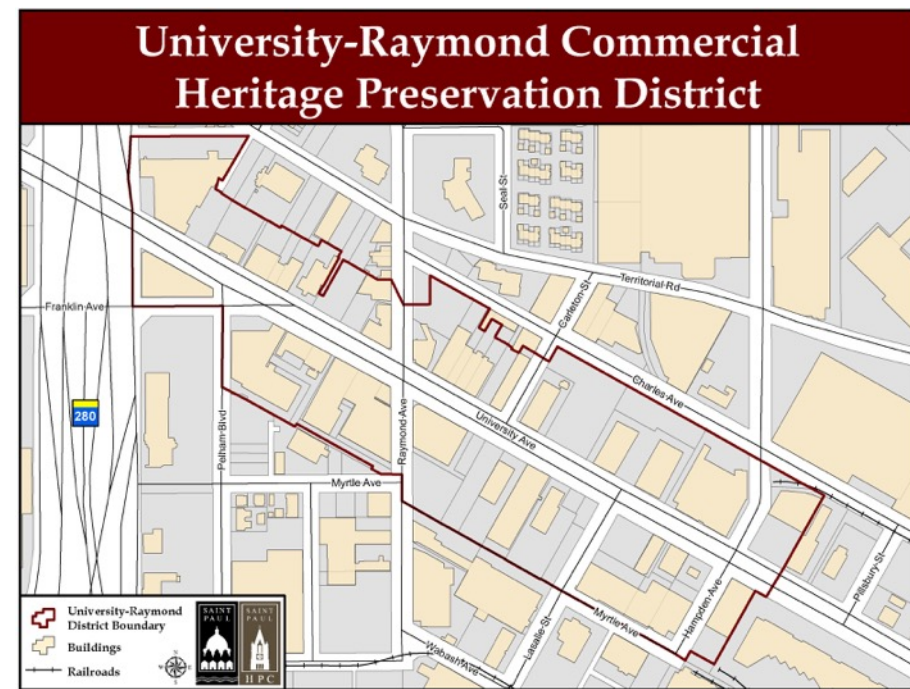 University-Raymond Commercial
Heritage Preservation District
Seal St
Territorial Rd
Carleton St
Franklin Ave
280
Charles Ave
University Ave
Raymond Ave
Pelham Blvd
Myrtle Ave
Pillsbury St
Hampden Ave
Myrtle Ave
Lasalle St
Wabash Ave
University-Raymond
District Boundary
Buildings
Railroads
N
W
E
S
SAINT
PAUL
SAINT
PAUL
HPC